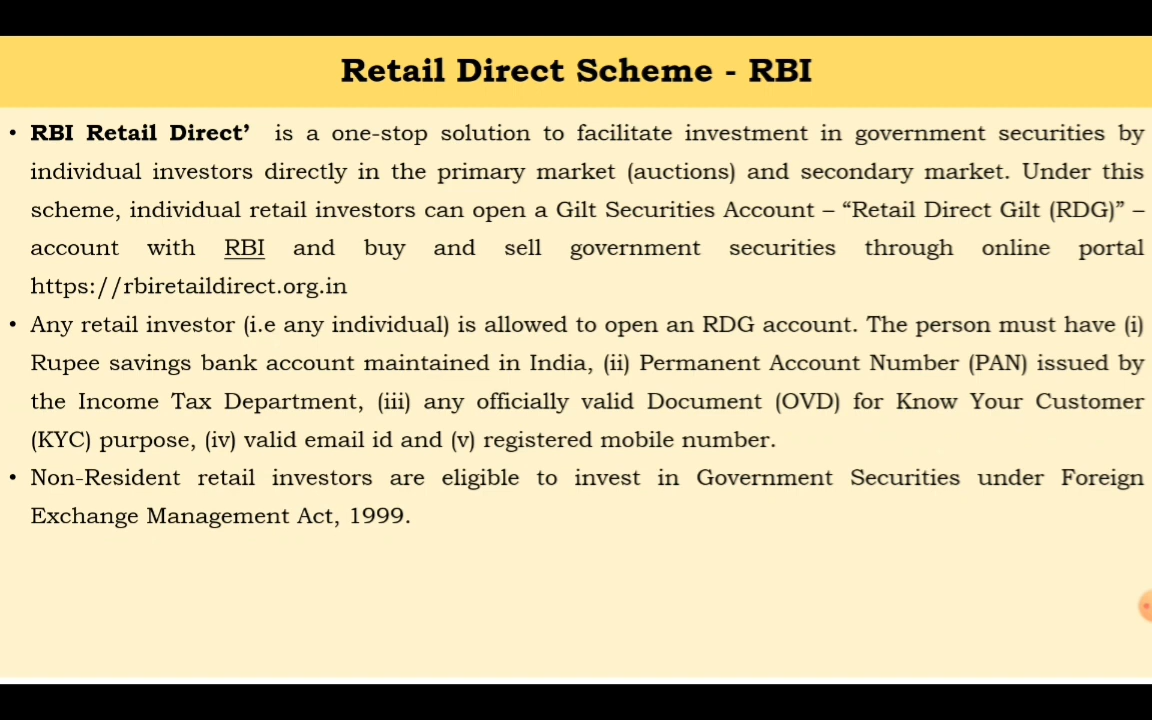 Retail Direct Scheme - RBI
• RBI Retail Direct’ is a one-stop solution to facilitate investment in government securities by
individual investors directly in the primary market (auctions) and secondary market. Under this
scheme, individual retail investors can open a Gilt Securities Account – “Retail Direct Gilt (RDG)” –
account with RBI and buy and sell government securities through online portal
https://rbiretaildirect.org.in
• Any retail investor (i.e any individual) is allowed to open an RDG account. The person must have (i)
Rupee savings bank account maintained in India, (ii) Permanent Account Number (PAN) issued by
the Income Tax Department, (iii) any officially valid Document (OVD) for Know Your Customer
(KYC) purpose, (iv) valid email id and (v) registered mobile number.
• Non-Resident retail investors are eligible to invest in Government Securities under Foreign
Exchange Management Act, 1999.